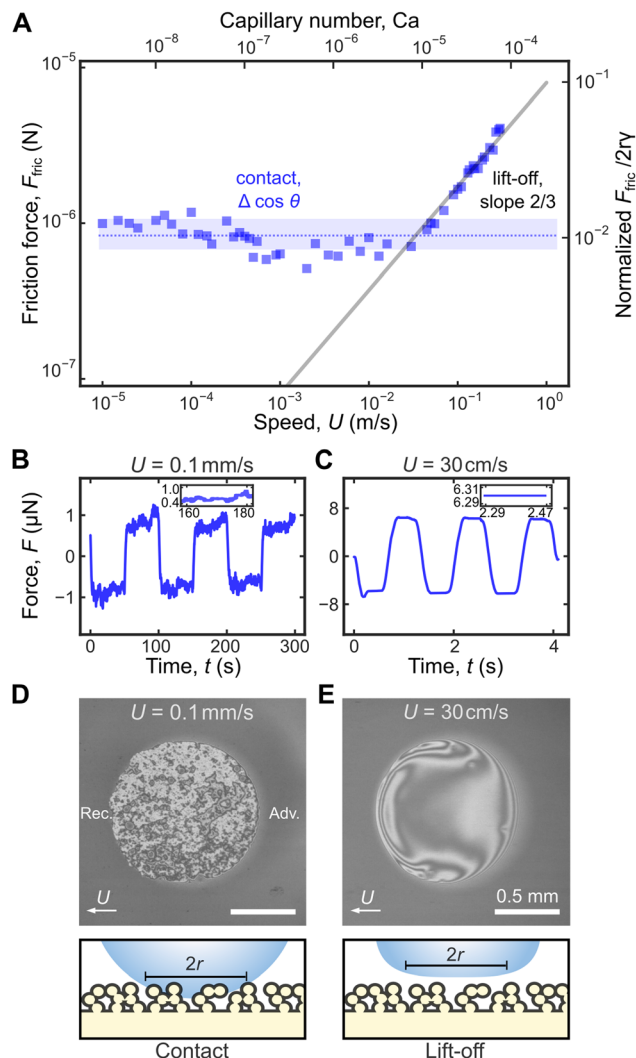 A
Capillary number, Ca
10⁻⁸ 10⁻⁷ 10⁻⁶ 10⁻⁵ 10⁻⁴
Friction force, F_fric (N)
10⁻⁵
10⁻⁶
10⁻⁷
contact,
Δ cos θ
lift-off,
slope 2/3
10⁻¹
10⁻²
Normalized F_fric /2rγ
10⁻⁵ 10⁻⁴ 10⁻³ 10⁻² 10⁻¹ 10⁰
Speed, U (m/s)
B
U = 0.1 mm/s
Force, F (μN)
1
0
−1
1.0
0.4
160 180
0 100 200 300
Time, t (s)
C
U = 30 cm/s
8
0
−8
6.31
6.29
2.29 2.47
0 2 4
Time, t (s)
D
U = 0.1 mm/s
Rec. Adv.
U
E
U = 30 cm/s
U
0.5 mm
2r
Contact
2r
Lift-off